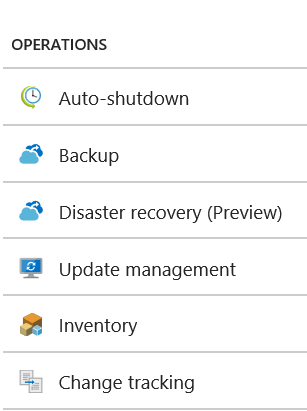 OPERATIONS
Auto-shutdown
Backup
Disaster recovery (Preview)
Update management
Inventory
Change tracking